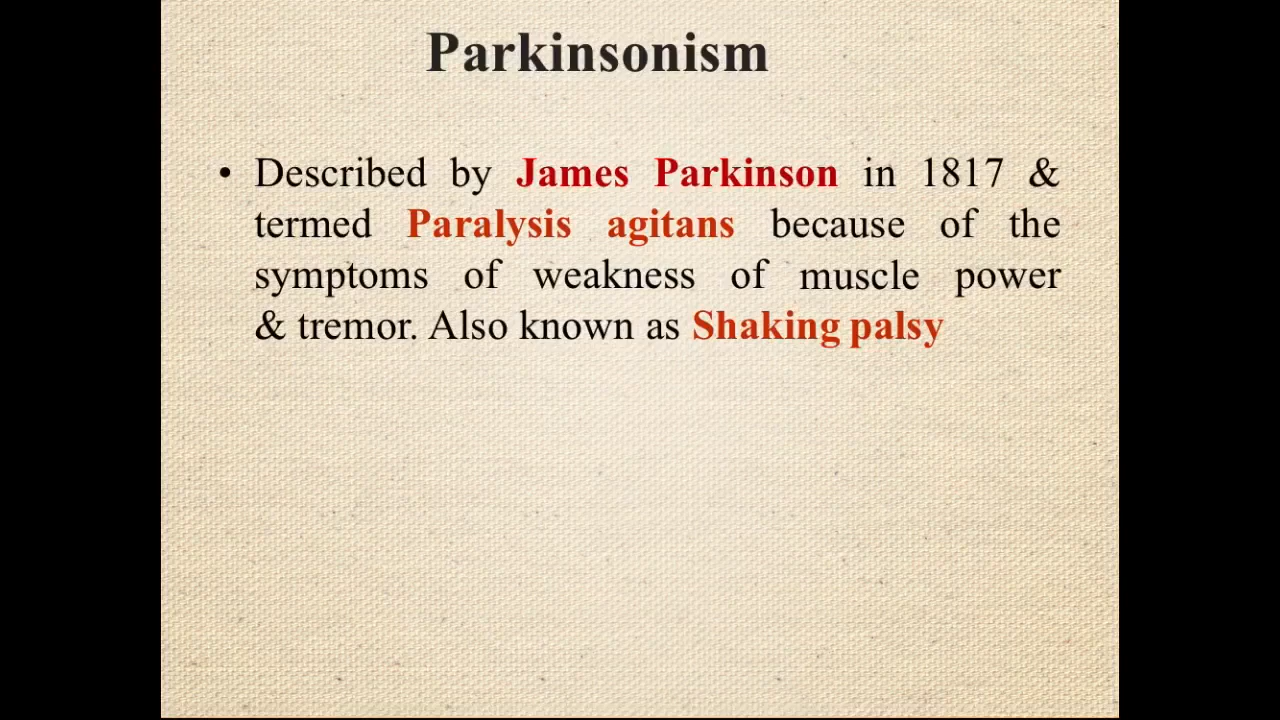 Parkinsonism
• Described by James Parkinson in 1817 &
termed Paralysis agitans because of the
symptoms of weakness of muscle power
& tremor. Also known as Shaking palsy